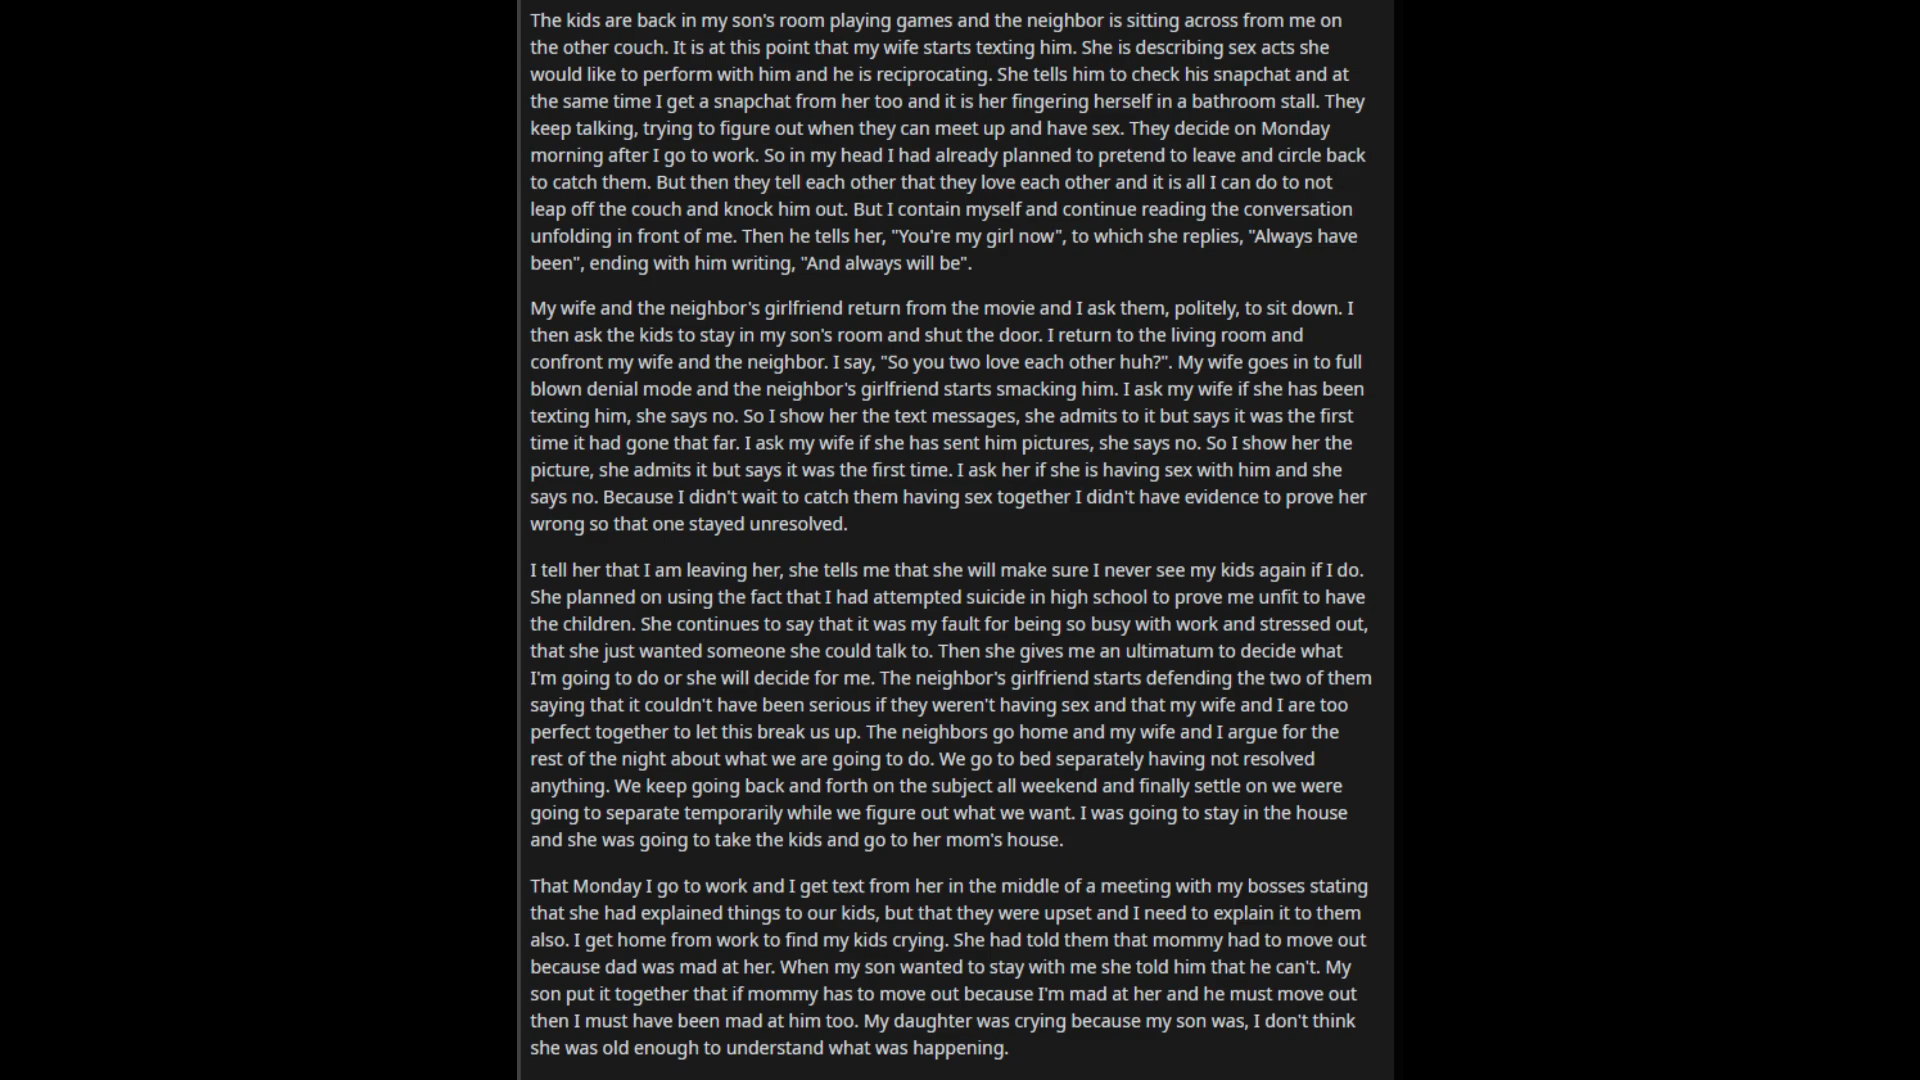 The kids are back in my son's room playing games and the neighbor is sitting across from me on
the other couch. It is at this point that my wife starts texting him. She is describing sex acts she
would like to perform with him and he is reciprocating. She tells him to check his snapchat and at
the same time I get a snapchat from her too and it is her fingering herself in a bathroom stall. They
keep talking, trying to figure out when they can meet up and have sex. They decide on Monday
morning after I go to work. So in my head I had already planned to pretend to leave and circle back
to catch them. But then they tell each other that they love each other and it is all I can do to not
leap off the couch and knock him out. But I contain myself and continue reading the conversation
unfolding in front of me. Then he tells her, "You're my girl now", to which she replies, "Always have
been", ending with him writing, "And always will be".
My wife and the neighbor's girlfriend return from the movie and I ask them, politely, to sit down. I
then ask the kids to stay in my son's room and shut the door. I return to the living room and
confront my wife and the neighbor. I say, "So you two love each other huh?". My wife goes in to full
blown denial mode and the neighbor's girlfriend starts smacking him. I ask my wife if she has been
texting him, she says no. So I show her the text messages, she admits to it but says it was the first
time it had gone that far. I ask my wife if she has sent him pictures, she says no. So I show her the
picture, she admits it but says it was the first time. I ask her if she is having sex with him and she
says no. Because I didn't wait to catch them having sex together I didn't have evidence to prove her
wrong so that one stayed unresolved.
I tell her that I am leaving her, she tells me that she will make sure I never see my kids again if I do.
She planned on using the fact that I had attempted suicide in high school to prove me unfit to have
the children. She continues to say that it was my fault for being so busy with work and stressed out,
that she just wanted someone she could talk to. Then she gives me an ultimatum to decide what
I'm going to do or she will decide for me. The neighbor's girlfriend starts defending the two of them
saying that it couldn't have been serious if they weren't having sex and that my wife and I are too
perfect together to let this break us up. The neighbors go home and my wife and I argue for the
rest of the night about what we are going to do. We go to bed separately having not resolved
anything. We keep going back and forth on the subject all weekend and finally settle on we were
going to separate temporarily while we figure out what we want. I was going to stay in the house
and she was going to take the kids and go to her mom's house.
That Monday I go to work and I get text from her in the middle of a meeting with my bosses stating
that she had explained things to our kids, but that they were upset and I need to explain it to them
also. I get home from work to find my kids crying. She had told them that mommy had to move out
because dad was mad at her. When my son wanted to stay with me she told him that he can't. My
son put it together that if mommy has to move out because I'm mad at her and he must move out
then I must have been mad at him too. My daughter was crying because my son was, I don't think
she was old enough to understand what was happening.